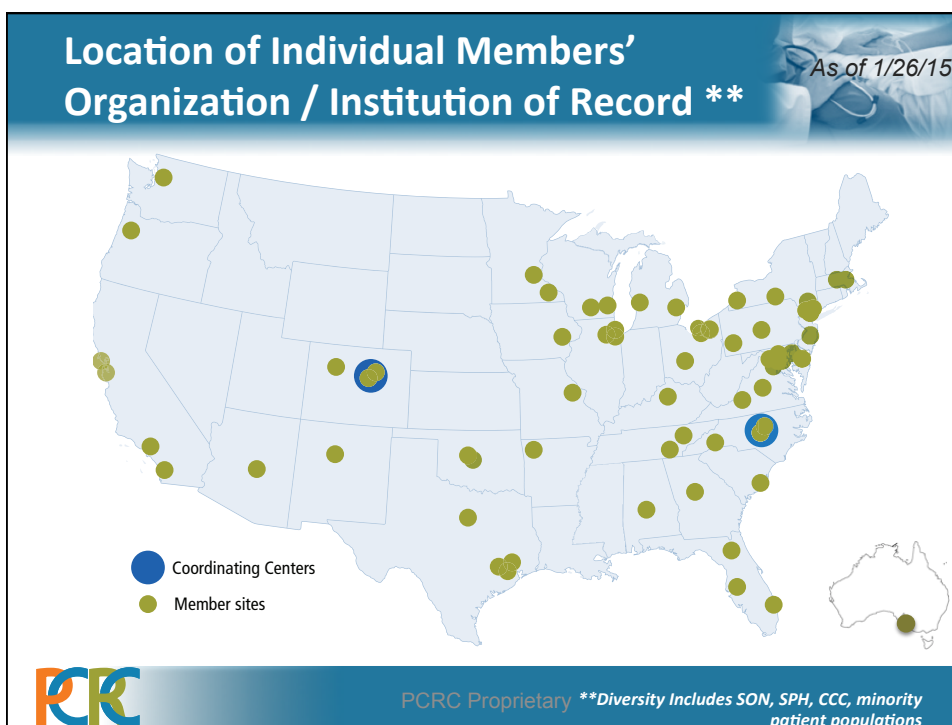 Location of Individual Members’
Organization / Institution of Record **
As of 1/26/15
Coordinating Centers
Member sites
PCRC
PCRC Proprietary **Diversity Includes SON, SPH, CCC, minority
patient populations